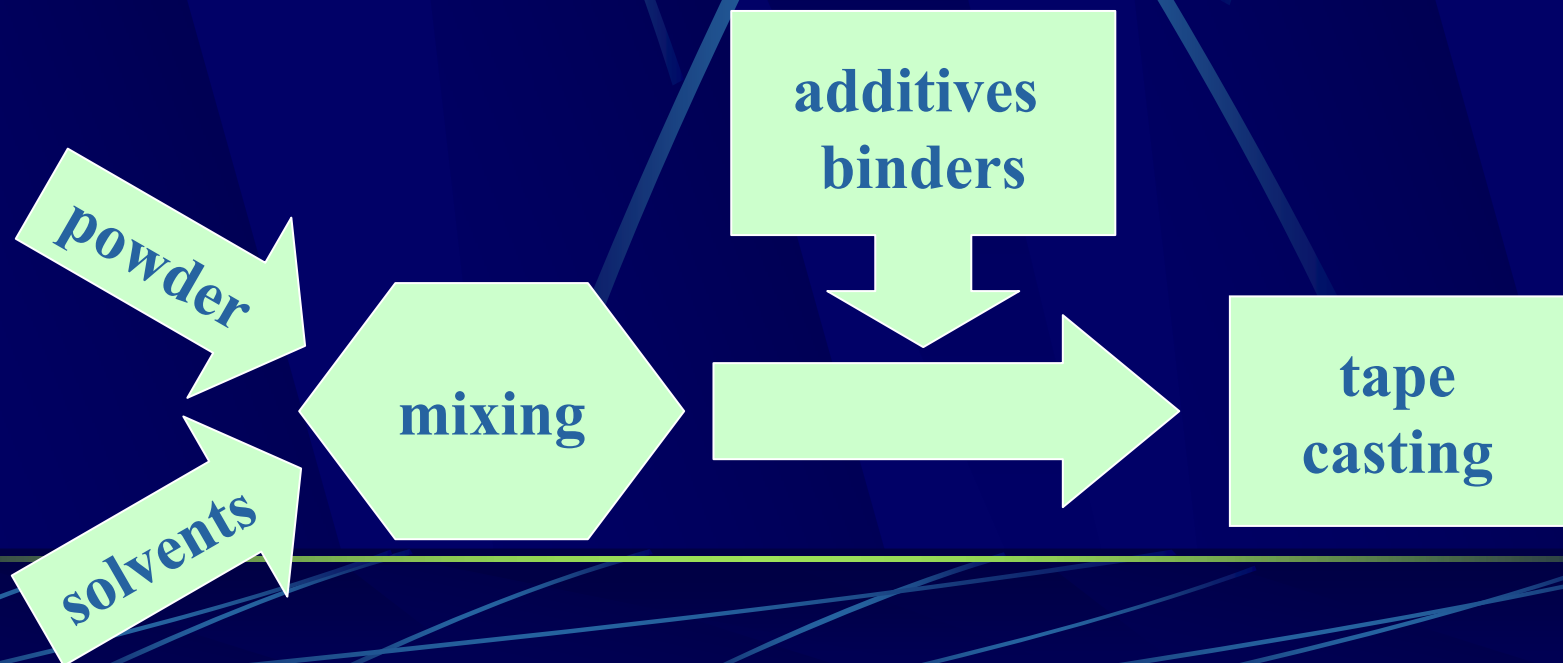 powder
solvents
mixing
additives
binders
tape
casting